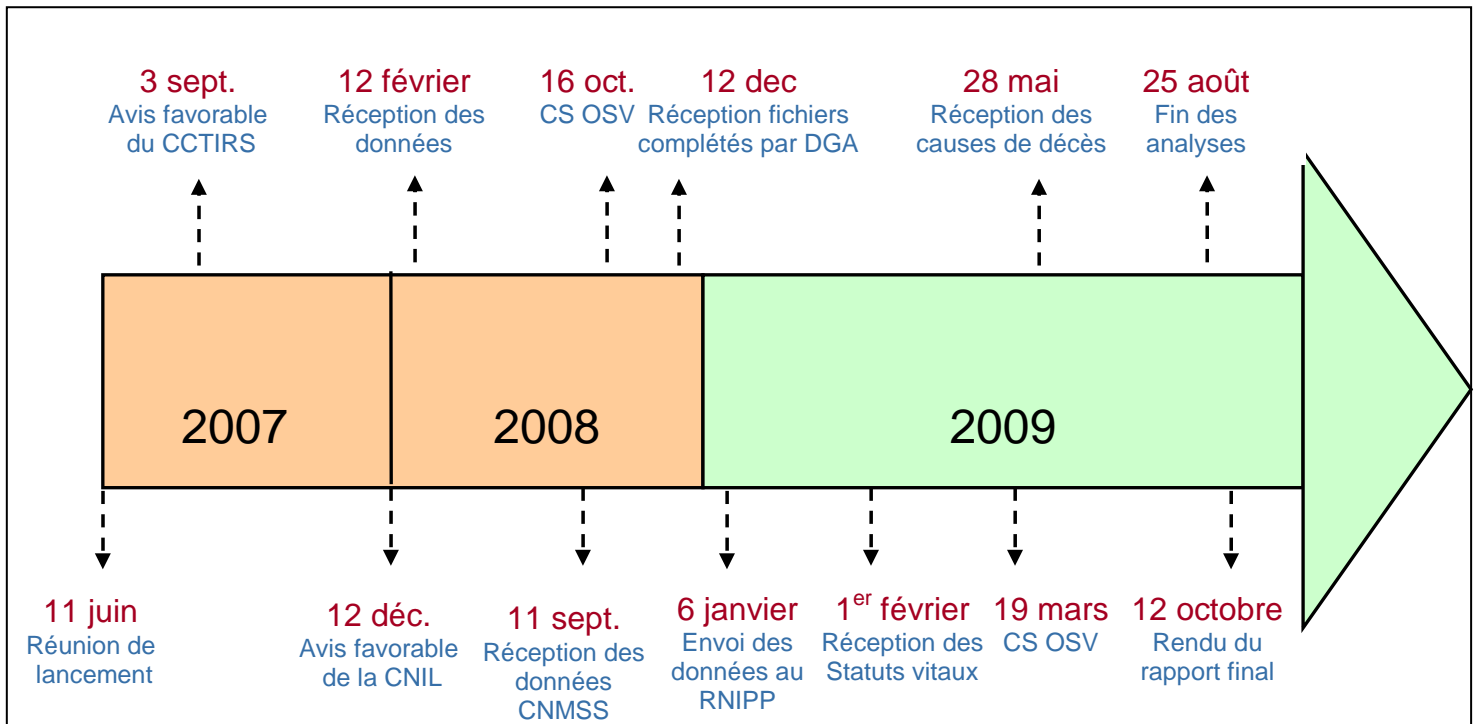 3 sept.
Avis favorable
du CCTIRS
12 février
Réception des
données
16 oct.
CS OSV
12 dec
Réception fichiers
complétés par DGA
28 mai
Réception des
causes de décès
25 août
Fin des
analyses
2007
2008
2009
11 juin
Réunion de
lancement
12 déc.
Avis favorable
de la CNIL
11 sept.
Réception des
données
CNMSS
6 janvier
Envoi des
données au
RNIPP
1er février
Réception des
Statuts vitaux
19 mars
CS OSV
12 octobre
Rendu du
rapport final